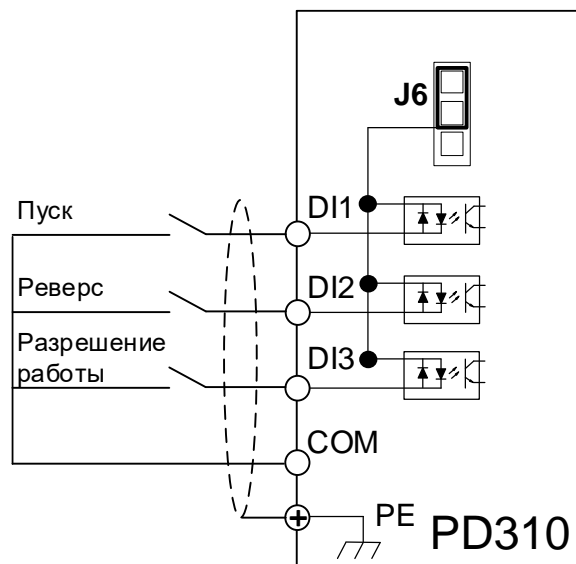 J6
Пуск
DI1
Реверс
DI2
Разрешение
работы
DI3
COM
PE
PD310